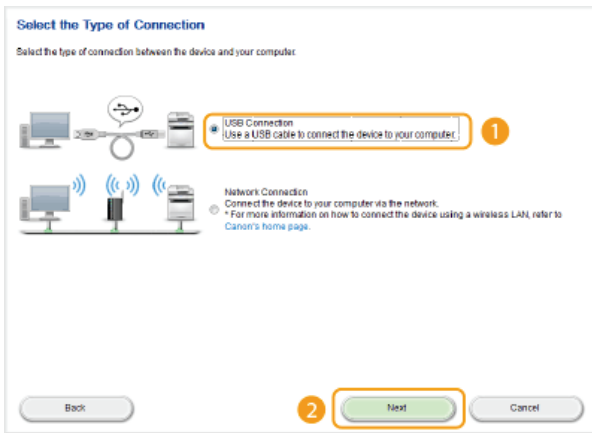 Select the Type of Connection
Select the type of connection between the device and your computer.
USB Connection
Use a USB cable to connect the device to your computer.
1
Network Connection
Connect the device to your computer via the network.
* For more information on how to connect the device using a wireless LAN, refer to
Canon's home page.
Back
2
Next
Cancel